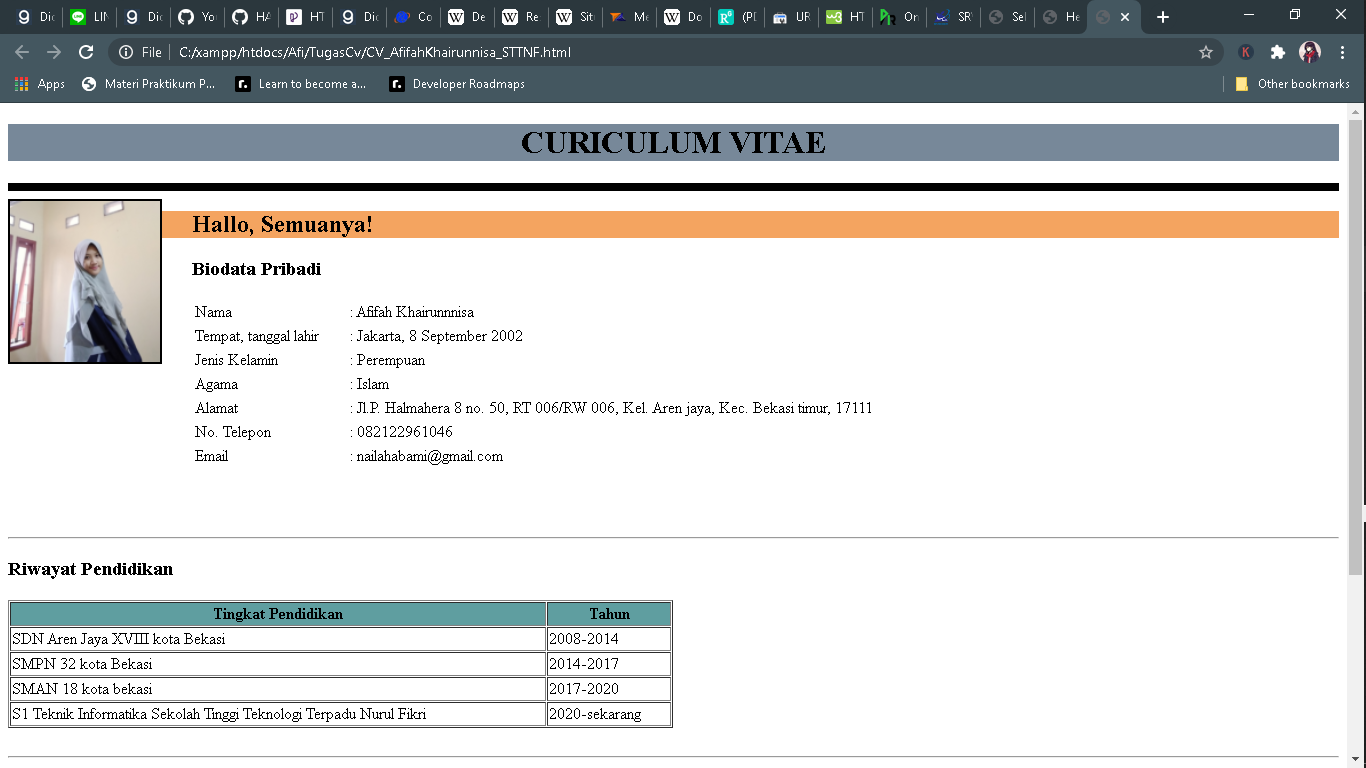 Di
LIN
Di
Yo
HA
HT
Di
Co
De
Re
Sit
Me
Do
(PD
UR
HT
On
SR
Sel
He
File
C:/xampp/htdocs/Afi/TugasCv/CV_AfifahKhairunnisa_STTNF.html
Apps
Materi Praktikum P...
Learn to become a...
Developer Roadmaps
Other bookmarks
CURICULUM VITAE
Hallo, Semuanya!
Biodata Pribadi
Nama : Afifah Khairunnnisa
Tempat, tanggal lahir : Jakarta, 8 September 2002
Jenis Kelamin : Perempuan
Agama : Islam
Alamat : Jl.P. Halmahera 8 no. 50, RT 006/RW 006, Kel. Aren jaya, Kec. Bekasi timur, 17111
No. Telepon : 082122961046
Email : nailahabami@gmail.com
Riwayat Pendidikan
Tingkat Pendidikan Tahun
SDN Aren Jaya XVIII kota Bekasi 2008-2014
SMPN 32 kota Bekasi 2014-2017
SMAN 18 kota bekasi 2017-2020
S1 Teknik Informatika Sekolah Tinggi Teknologi Terpadu Nurul Fikri 2020-sekarang